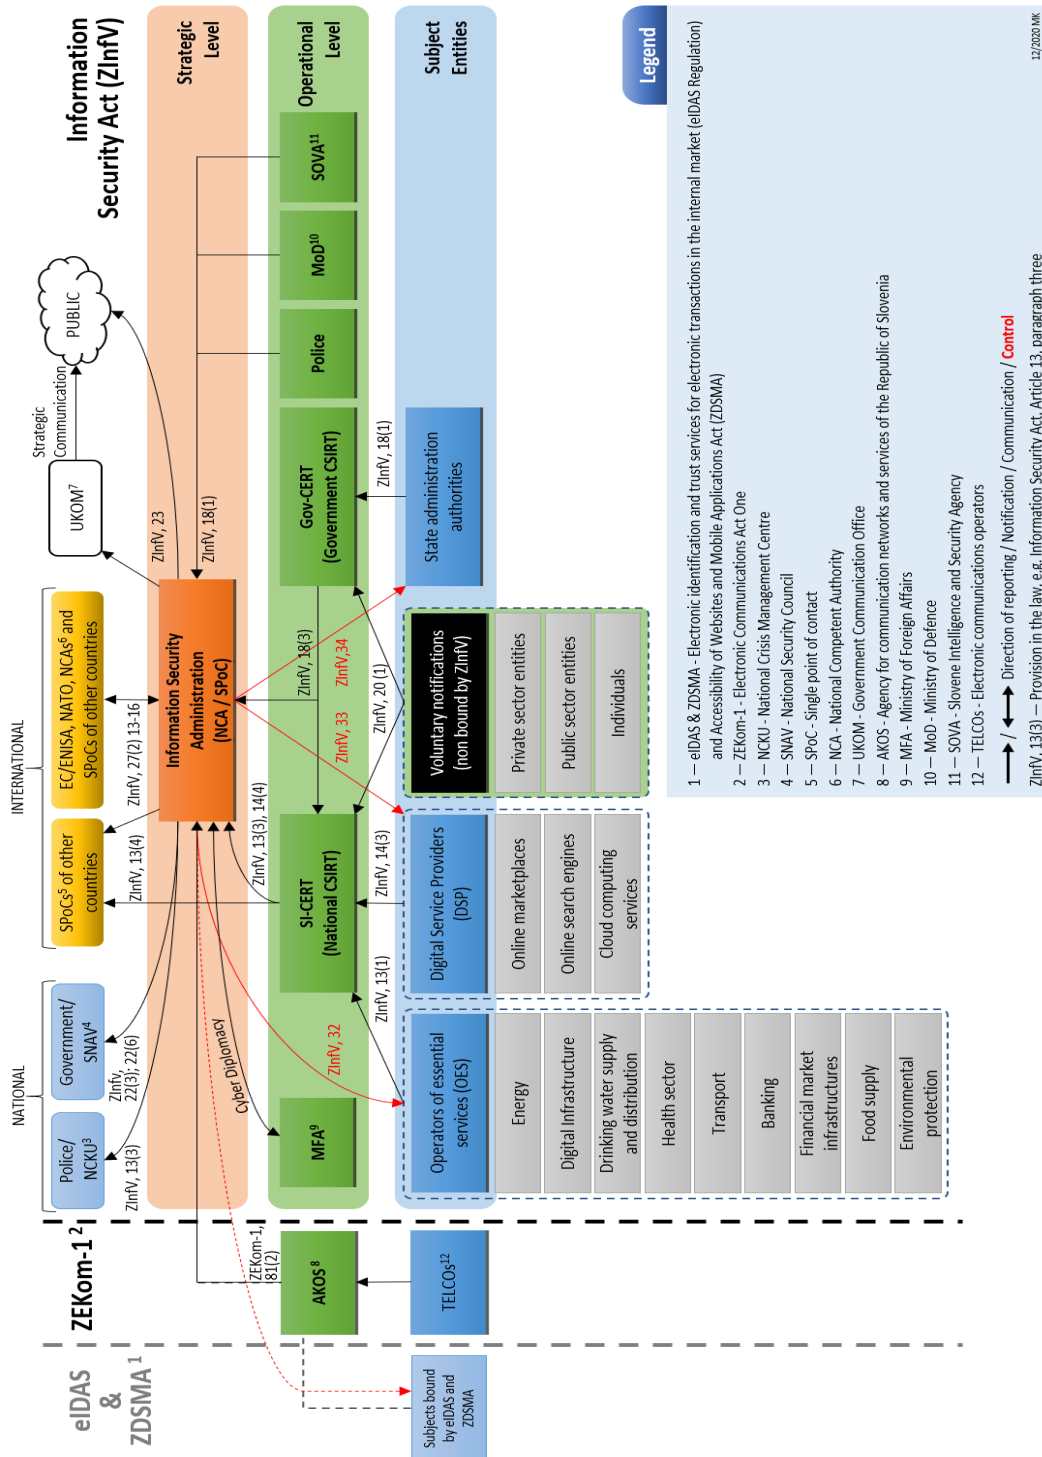 Information
Security Act (ZInfV)
ZEKom-1 2
eIDAS
&
ZDSMA 1
NATIONAL
INTERNATIONAL
Police/
NCKU3
Government/
SNAV4
SPoCs5 of other
countries
EC/ENISA, NATO, NCAs6 and
SPoCs of other countries
UKOM7
Strategic
Communication
PUBLIC
ZInfV, 13(3)
ZInfv,
22(3); 22(6)
ZInfV, 13(4)
ZInfV, 27(2) 13-16
ZInfV, 23
ZInfV, 18(1)
Strategic
Level
Information Security
Administration
(NCA / SPoC)
Cyber Diplomacy
ZInfV, 13(3), 14(4)
ZInfV, 18(3)
ZEKom-1,
81(2)
Operational
Level
AKOS8
MFA9
SI-CERT
(National CSIRT)
Gov-CERT
(Government CSIRT)
Police
MoD10
SOVA11
ZInfV, 32
ZInfV, 33
ZInfV,34
ZInfV, 13(1)
ZInfV, 14(3)
ZInfV, 20 (1)
ZInfV, 18(1)
Subject
Entities
Subjects bound
by eIDAS and
ZDSMA
TELCOs12
Operators of essential
services (OES)
Energy
Digital Infrastructure
Drinking water supply
and distribution
Health sector
Transport
Banking
Financial market
infrastructures
Food supply
Environmental
protection
Digital Service Providers
(DSP)
Online marketplaces
Online search engines
Cloud computing
services
Voluntary notifications
(non bound by ZInfV)
Private sector entities
Public sector entities
Individuals
State administration
authorities
Legend
1 — eIDAS & ZDSMA - Electronic identification and trust services for electronic transactions in the internal market (eIDAS Regulation)
and Accessibility of Websites and Mobile Applications Act (ZDSMA)
2 — ZEKom-1 - Electronic Communications Act One
3 — NCKU - National Crisis Management Centre
4 — SNAV - National Security Council
5 — SPoC - Single point of contact
6 — NCA - National Competent Authority
7 — UKOM - Government Communication Office
8 — AKOS - Agency for communication networks and services of the Republic of Slovenia
9 — MFA - Ministry of Foreign Affairs
10 — MoD - Ministry of Defence
11 — SOVA - Slovene Intelligence and Security Agency
12 — TELCOs - Electronic communications operators
/ Direction of reporting / Notification / Communication / Control
ZInfV, 13(3) — Provision in the law, e.g. Information Security Act, Article 13, paragraph three
12/2020 MK